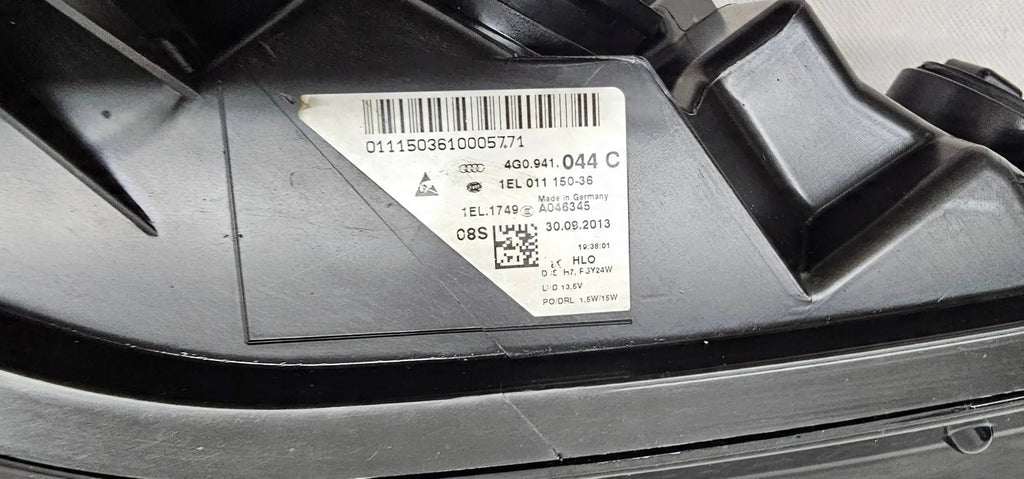 0111503610005771
4G0.941. 044 C
1EL 011 150-36
Made in Germany
1EL.1749 A046345
08S 30.09.2013
19:38:01
HLO
H7, PSY24W
13,5V
PO/DRL 1,5W/15W